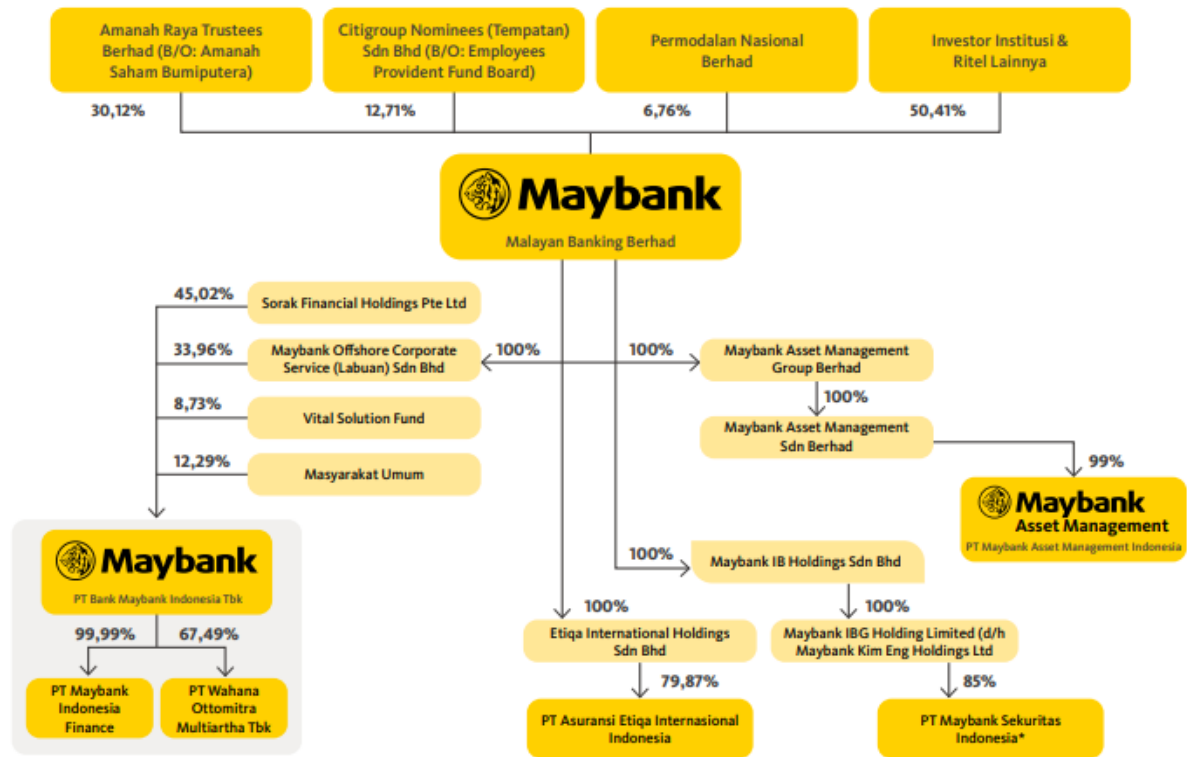 Amanah Raya Trustees
Berhad (B/O: Amanah
Saham Bumiputera)
Citigroup Nominees (Tempatan)
Sdn Bhd (B/O: Employees
Provident Fund Board)
Permodalan Nasional
Berhad
Investor Institusi &
Ritel Lainnya
30,12%
12,71%
6,76%
50,41%
Maybank
Malayan Banking Berhad
45,02%
Sorak Financial Holdings Pte Ltd
33,96%
Maybank Offshore Corporate
Service (Labuan) Sdn Bhd
100%
100%
Maybank Asset Management
Group Berhad
100%
8,73%
Vital Solution Fund
Maybank Asset Management
Sdn Berhad
12,29%
Masyarakat Umum
99%
Maybank
Asset Management
PT Maybank Asset Management Indonesia
Maybank
PT Bank Maybank Indonesia Tbk
99,99%
67,49%
PT Maybank
Indonesia
Finance
PT Wahana
Ottomitra
Multiartha Tbk
100%
Maybank IB Holdings Sdn Bhd
100%
100%
Etiqa International Holdings
Sdn Bhd
Maybank IBG Holding Limited (d/h
Maybank Kim Eng Holdings Ltd
79,87%
85%
PT Asuransi Etiqa Internasional
Indonesia
PT Maybank Sekuritas
Indonesia*